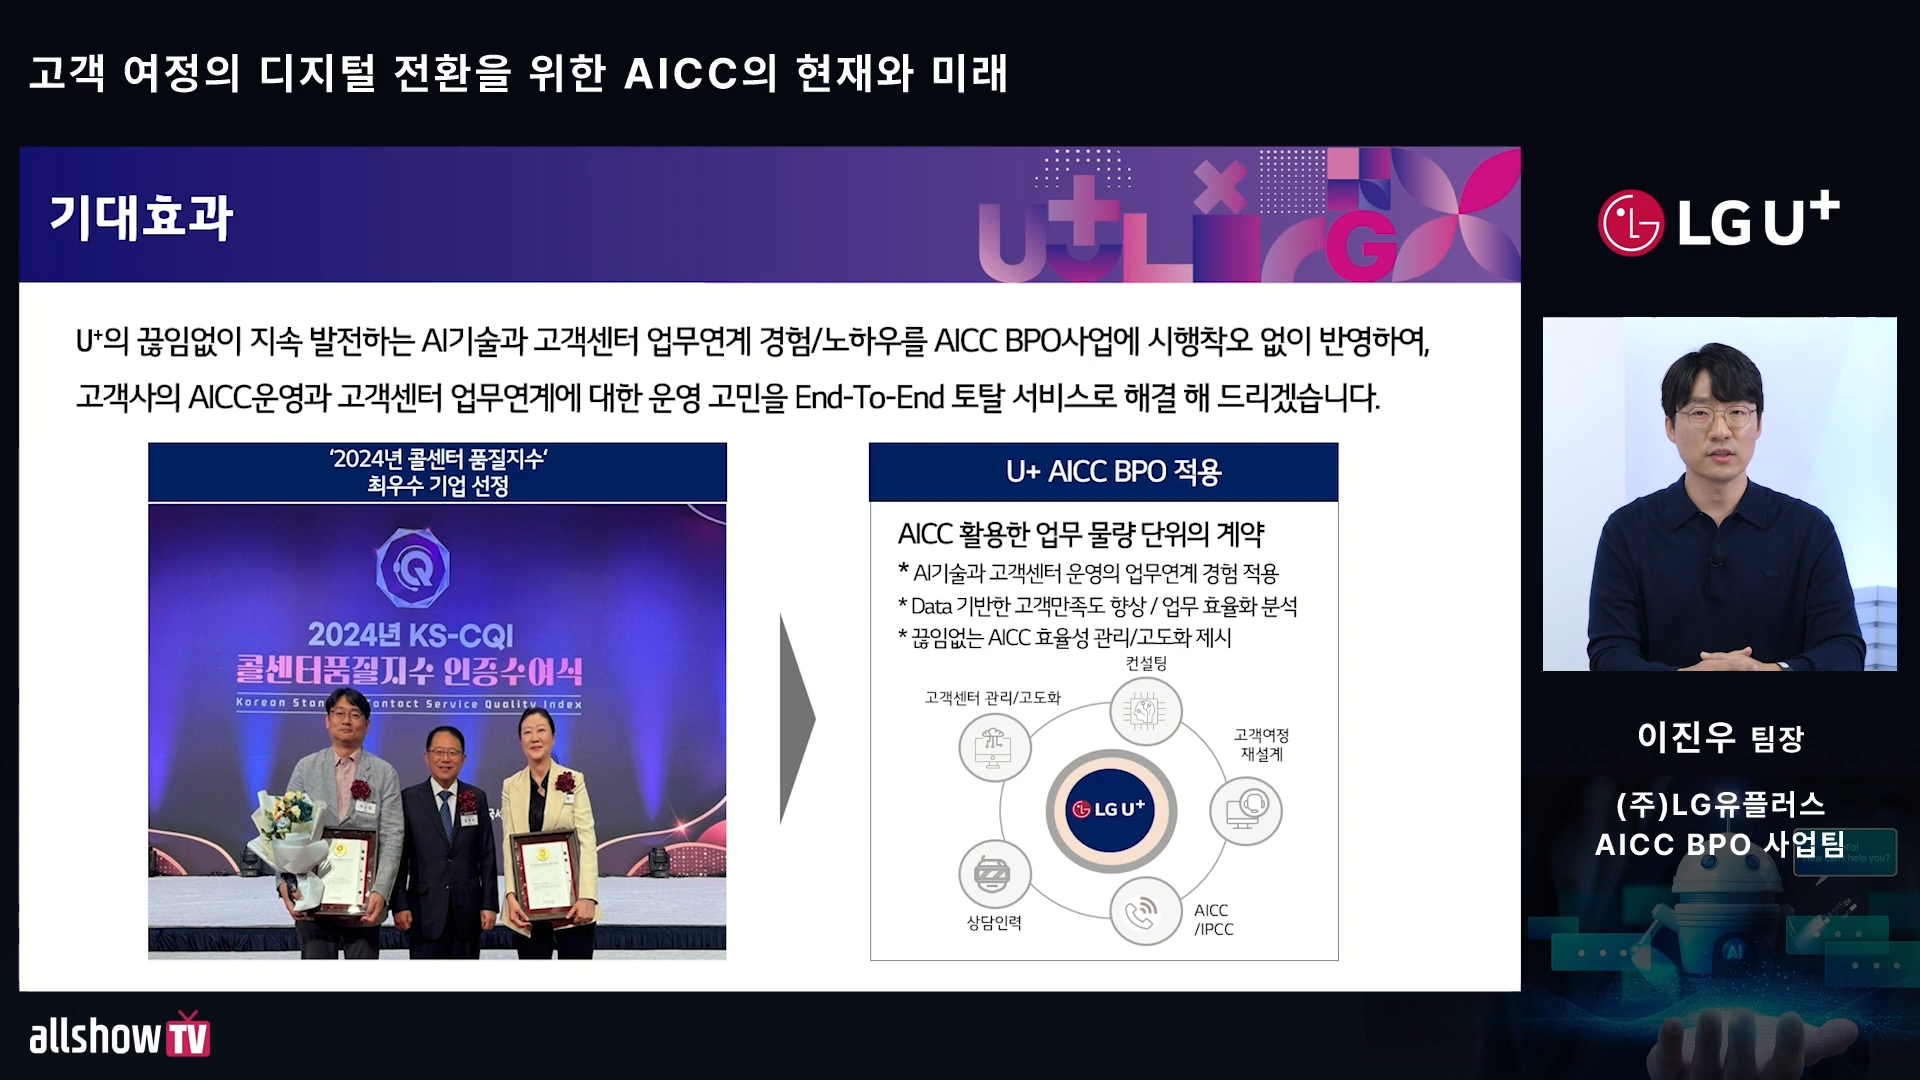 고객 여정의 디지털 전환을 위한 AICC의 현재와 미래
기대효과
U+Li
G
LG U+
U+의 끊임없이 지속 발전하는 AI기술과 고객센터 업무연계 경험/노하우를 AICC BPO사업에 시행착오 없이 반영하여,
고객사의 AICC운영과 고객센터 업무연계에 대한 운영 고민을 End-To-End 토탈 서비스로 해결 해 드리겠습니다.
‘2024년 콜센터 품질지수‘
최우수 기업 선정
2024년 KS-CQI
콜센터품질지수 인증수여식
Korean Stan Contact Service Quality Index
U+ AICC BPO 적용
AICC 활용한 업무 물량 단위의 계약
* AI기술과 고객센터 운영의 업무연계 경험 적용
* Data 기반한 고객만족도 향상 / 업무 효율화 분석
* 끊임없는 AICC 효율성 관리/고도화 제시
컨설팅
고객센터 관리/고도화
고객여정
재설계
LG U+
상담인력
AICC
/IPCC
이진우 팀장
(주)LG유플러스
AICC BPO 사업팀
help you?
AI
allshow TV